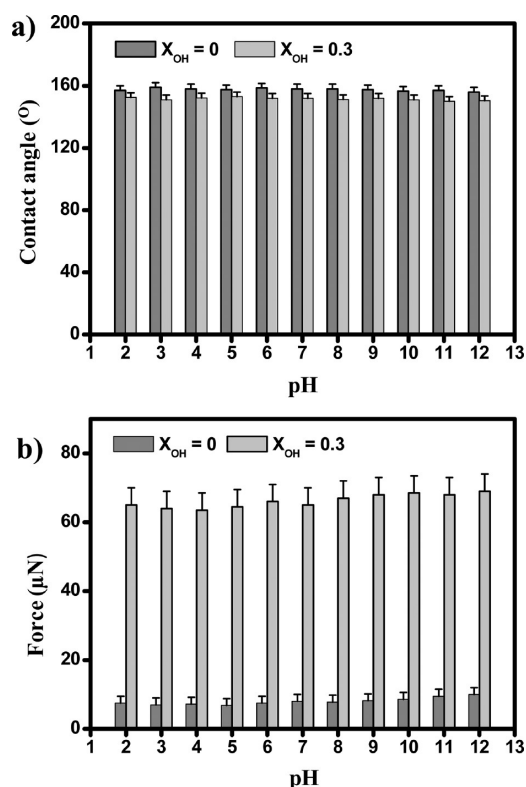 a)
X_OH = 0 X_OH = 0.3
Contact angle (O)
200
160
120
80
40
0
1 2 3 4 5 6 7 8 9 10 11 12 13
pH
b)
X_OH = 0 X_OH = 0.3
Force (μN)
80
60
40
20
0
1 2 3 4 5 6 7 8 9 10 11 12 13
pH